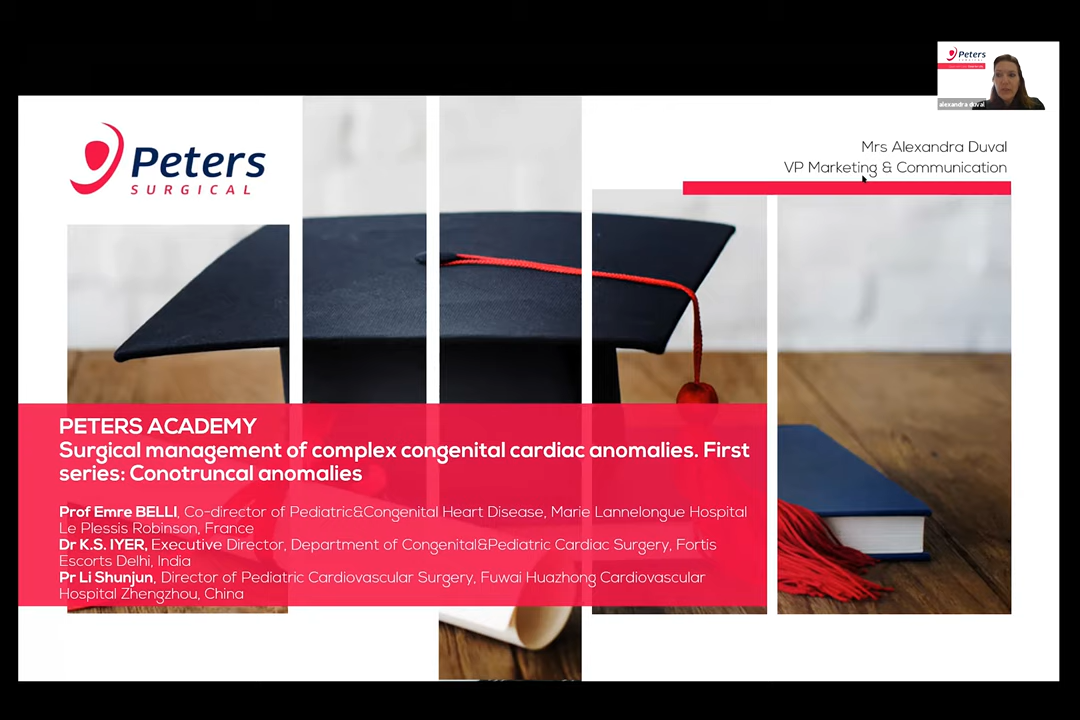 Peters
SURGICAL
Peters
alexandra duval
Mrs Alexandra Duval
VP Marketing & Communication
PETERS ACADEMY
Surgical management of complex congenital cardiac anomalies. First
series: Conotruncal anomalies
Prof Emre BELLI, Co-director of Pediatric&Congenital Heart Disease, Marie Lannelongue Hospital
Le Plessis Robinson, France
Dr K.S. IYER, Executive Director, Department of Congenital&Pediatric Cardiac Surgery, Fortis
Escorts Delhi, India
Pr Li Shunjun, Director of Pediatric Cardiovascular Surgery, Fuwai Huazhong Cardiovascular
Hospital Zhengzhou, China